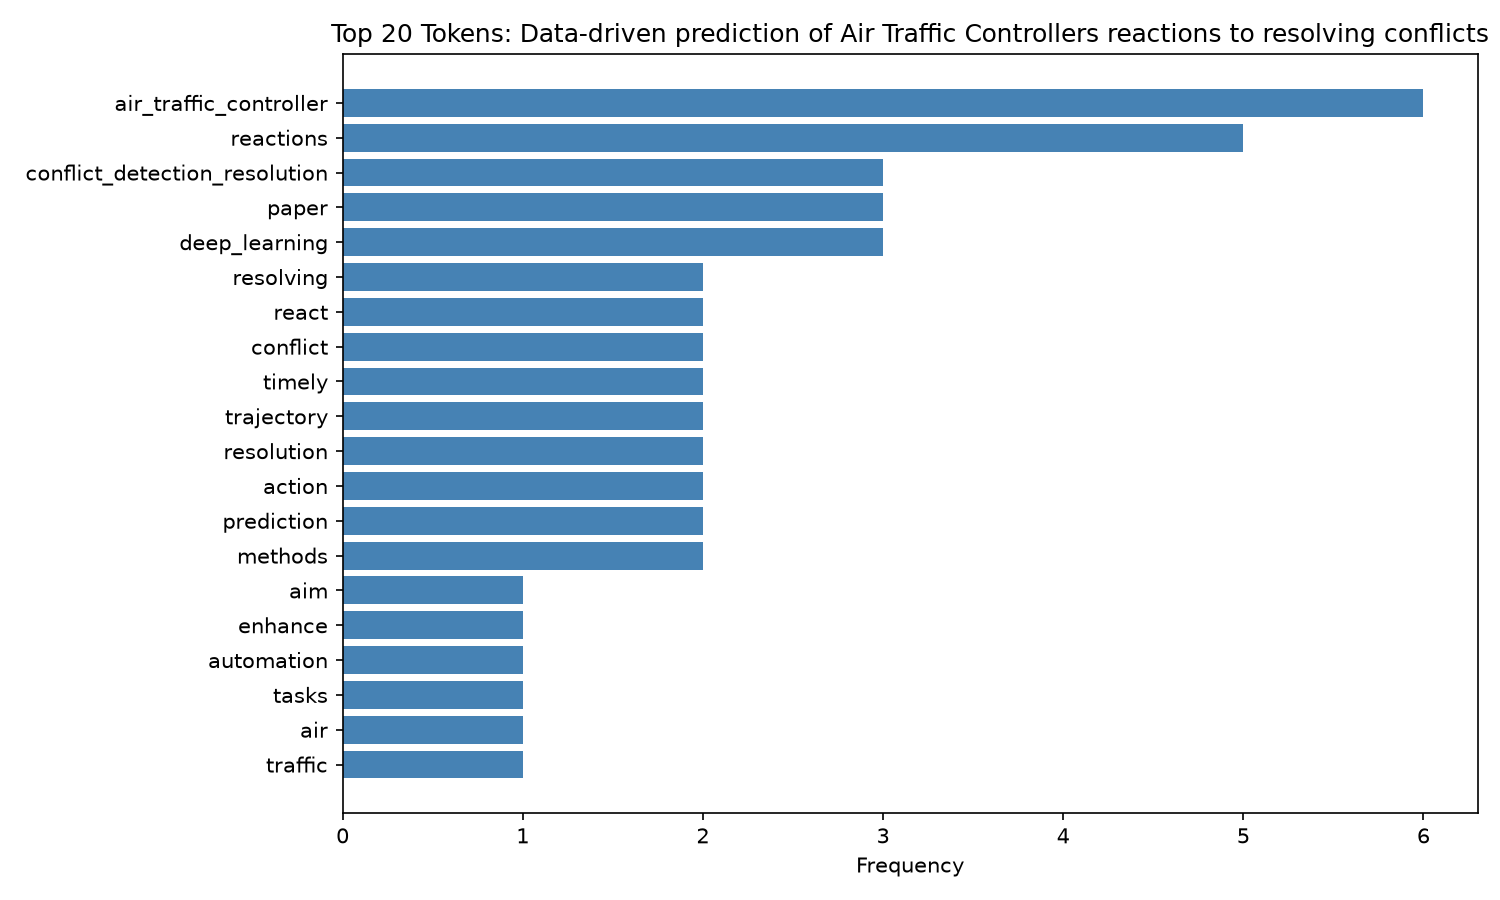 Top 20 Tokens: Data-driven prediction of Air Traffic Controllers reactions to resolving conflicts
air_traffic_controller
reactions
conflict_detection_resolution
paper
deep_learning
resolving
react
conflict
timely
trajectory
resolution
action
prediction
methods
aim
enhance
automation
tasks
air
traffic
0 1 2 3 4 5 6
Frequency